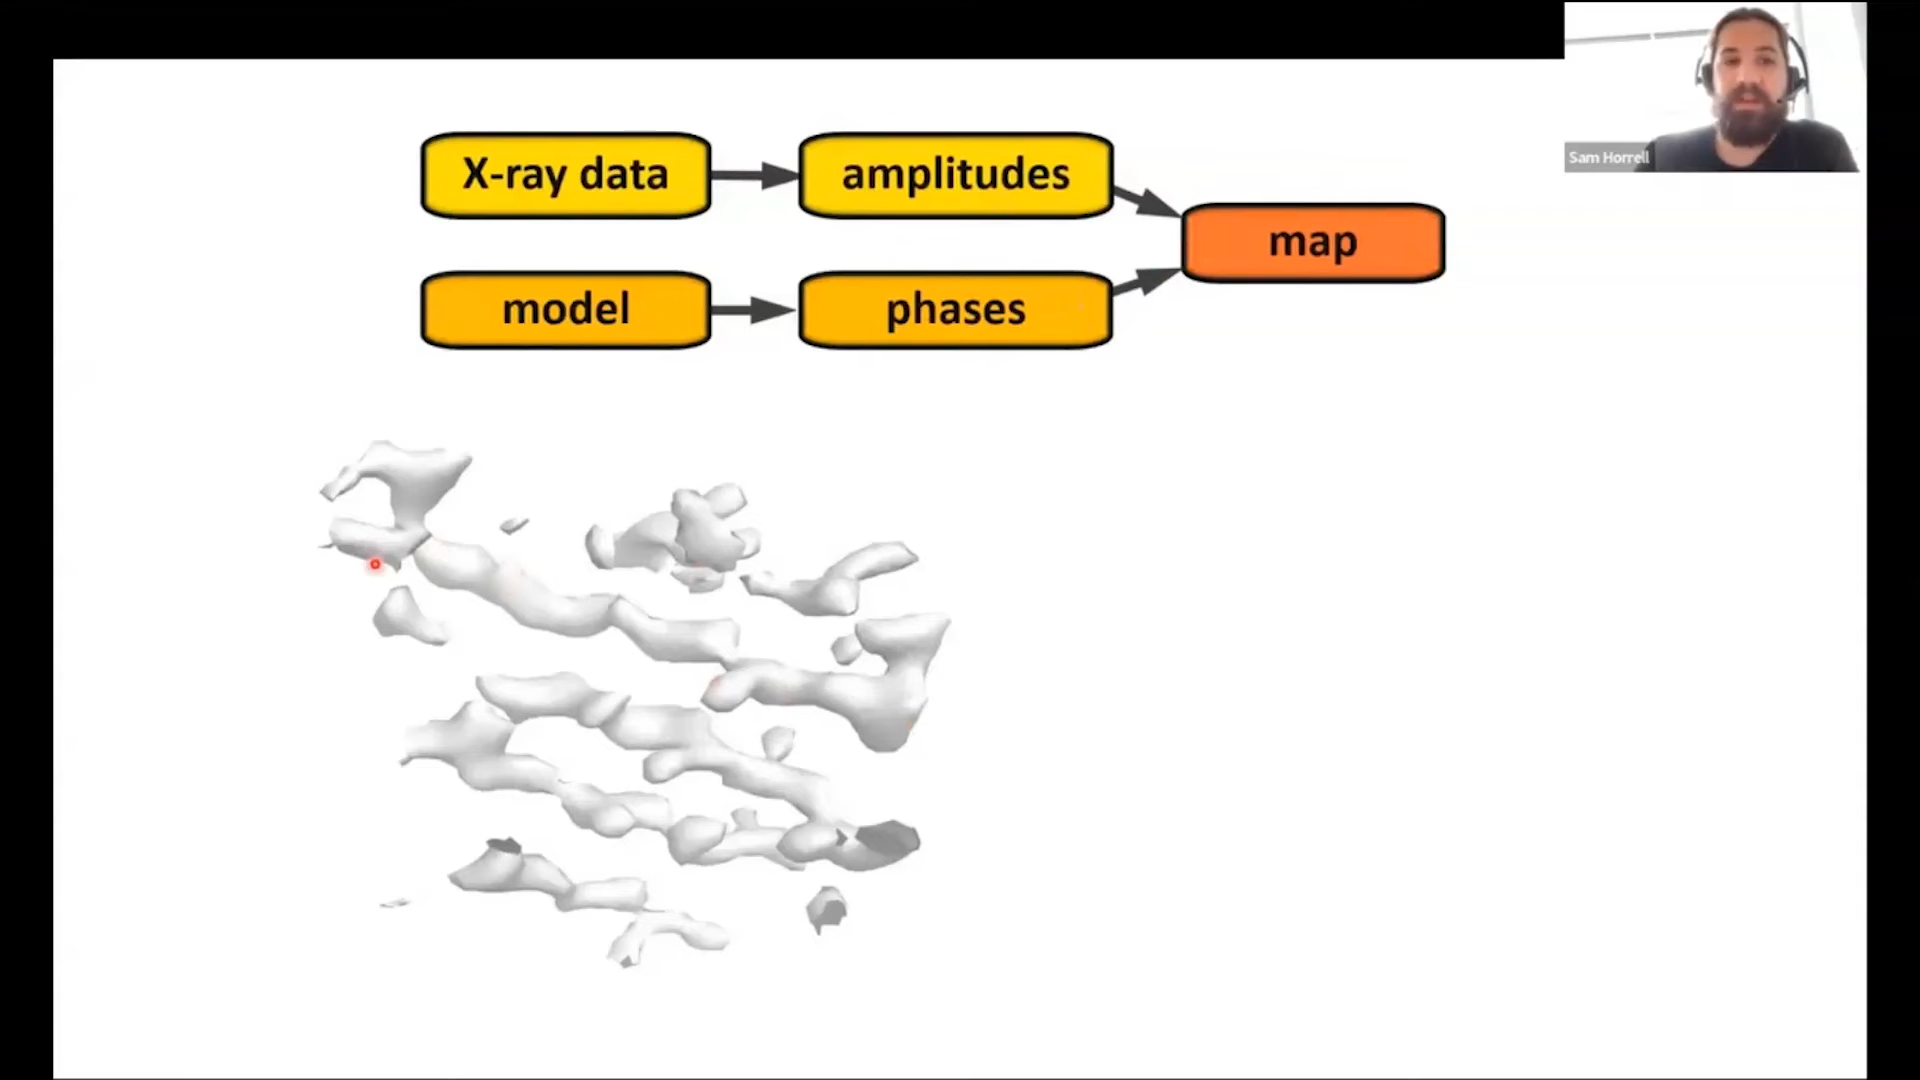 X-ray data
amplitudes
map
model
phases
Sam Horrell